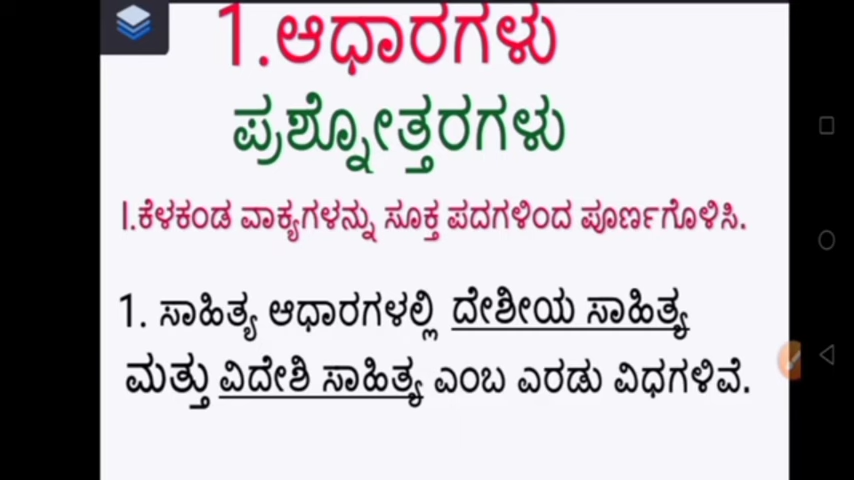 1.ಆಧಾರಗಳು
ಪ್ರಶ್ನೋತ್ತರಗಳು
I.ಕೆಳಕಂಡ ವಾಕ್ಯಗಳನ್ನು ಸೂಕ್ತ ಪದಗಳಿಂದ ಪೂರ್ಣಗೊಳಿಸಿ.
1. ಸಾಹಿತ್ಯ ಆಧಾರಗಳಲ್ಲಿ ದೇಶೀಯ ಸಾಹಿತ್ಯ
ಮತ್ತು ವಿದೇಶಿ ಸಾಹಿತ್ಯ ಎಂಬ ಎರಡು ವಿಧಗಳಿವೆ.